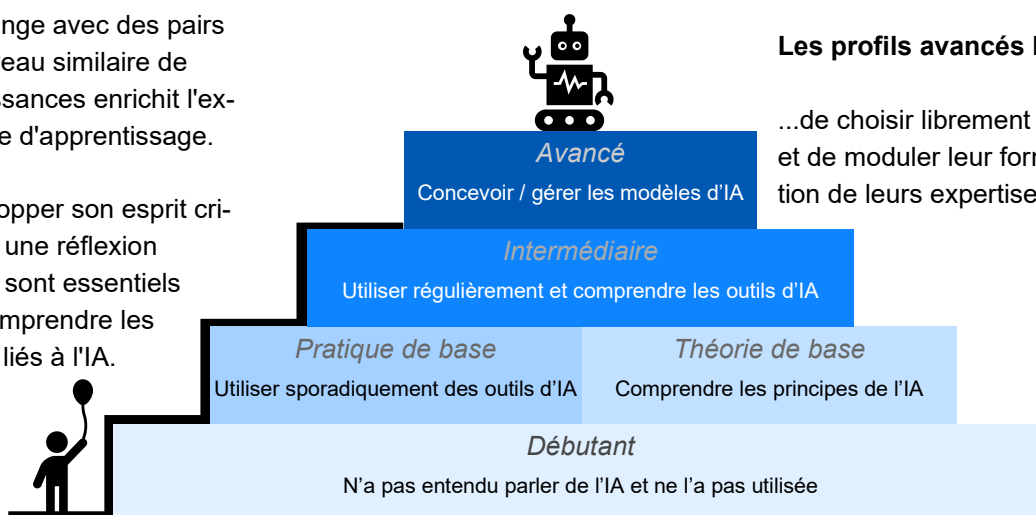 nge avec des pairs
veau similaire de
ssances enrichit l'ex-
e d'apprentissage.
opper son esprit cri-
une réflexion
sont essentiels
mprendre les
liés à l'IA.
Les profils avancés
...de choisir librement
et de moduler leur for
tion de leurs expertise
Avancé
Concevoir / gérer les modèles d’IA
Intermédiaire
Utiliser régulièrement et comprendre les outils d’IA
Pratique de base
Utiliser sporadiquement des outils d’IA
Théorie de base
Comprendre les principes de l’IA
Débutant
N’a pas entendu parler de l’IA et ne l’a pas utilisée